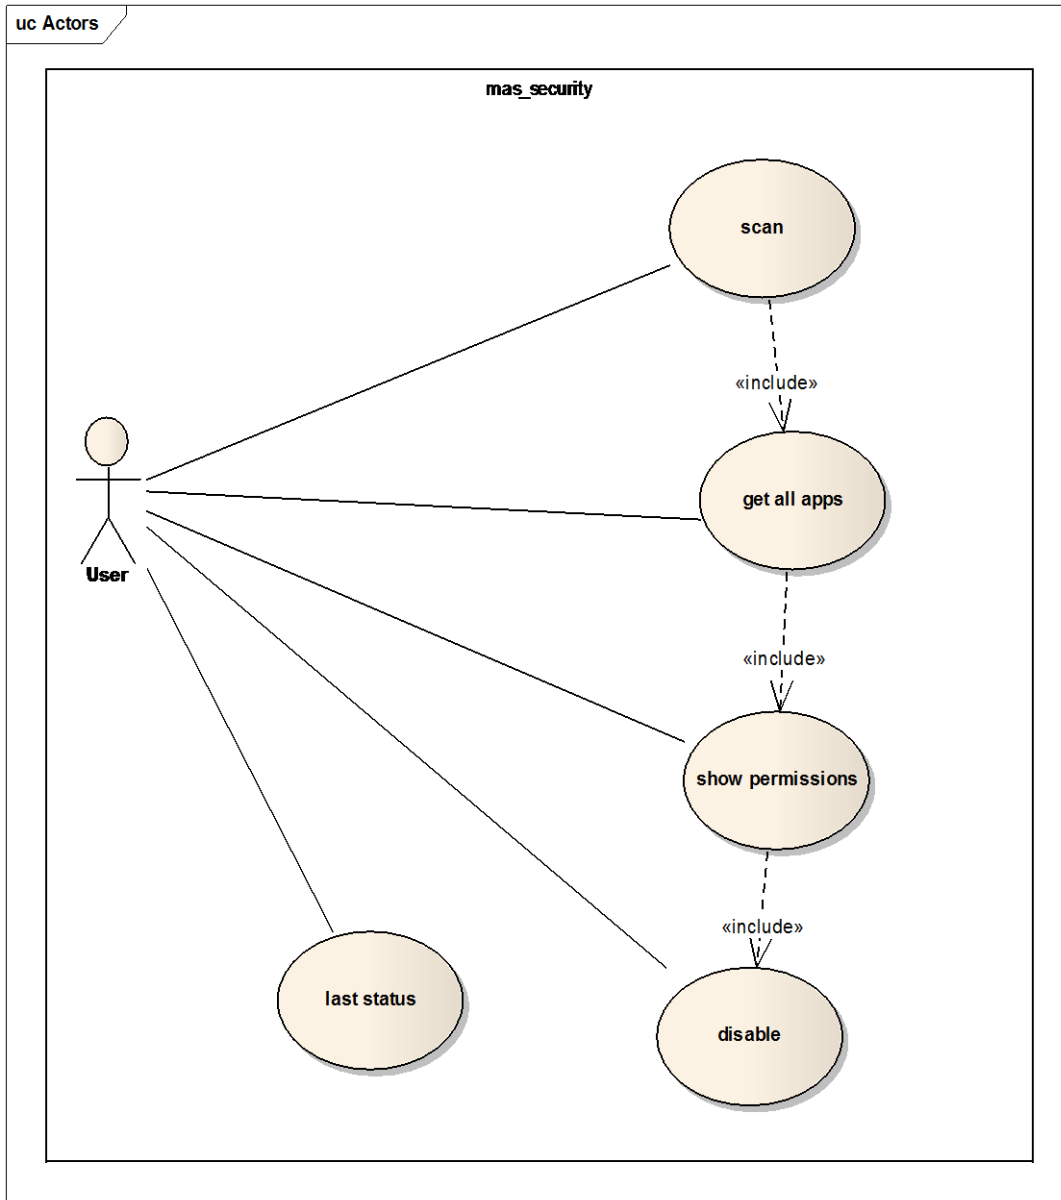 uc Actors
mas_security
scan
«include»
get all apps
User
«include»
show permissions
«include»
last status
disable